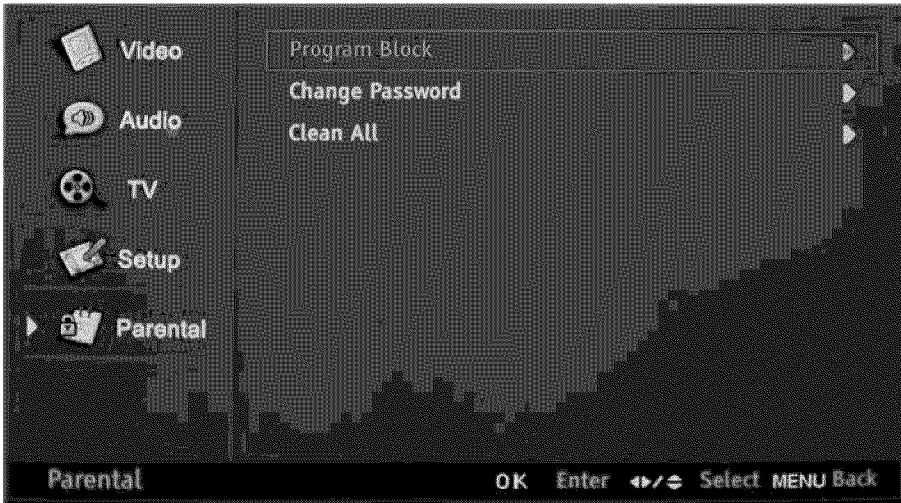 Video
Audio
TV
Setup
Parental
Program Block
Change Password
Clean All
Parental OK Enter ◂▸/≑ Select MENU Back